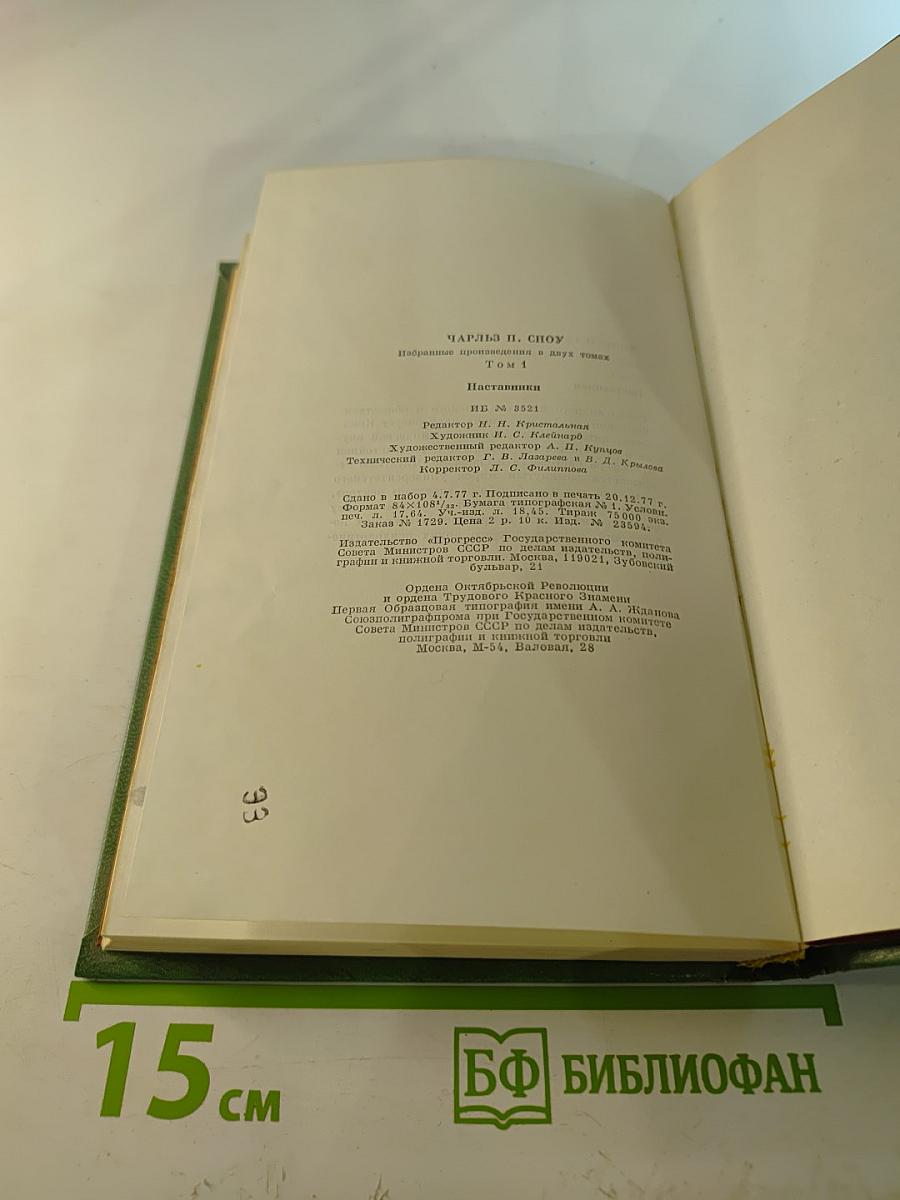 ЧАРЛЬЗ П. СНОУ
Избранные произведения в двух томах
Том 1
Наставники
ИБ № 3521
Редактор Н. Н. Кристальная
Художник И. С. Клейнард
Художественный редактор А. П. Купцов
Технический редактор Г. В. Лазарева и В. Д. Крылова
Корректор Л. С. Филиппова
Сдано в набор 4.7.77 г. Подписано в печать 20.12.77 г.
Формат 84×108¹/₃₂. Бумага типографская № 1. Условн.
печ. л. 17,64. Уч.-изд. л. 18,45. Тираж 75 000 экз.
Заказ № 1729. Цена 2 р. 10 к. Изд. № 23594.
Издательство «Прогресс» Государственного комитета
Совета Министров СССР по делам издательств, поли-
графии и книжной торговли. Москва, 119021, Зубовский
бульвар, 21
Ордена Октябрьской Революции
и ордена Трудового Красного Знамени
Первая Образцовая типография имени А. А. Жданова
Союзполиграфпрома при Государственном комитете
Совета Министров СССР по делам издательств,
полиграфии и книжной торговли
Москва, М-54, Валовая, 28
ЭЗ
15 см
БФ БИБЛИОФАН